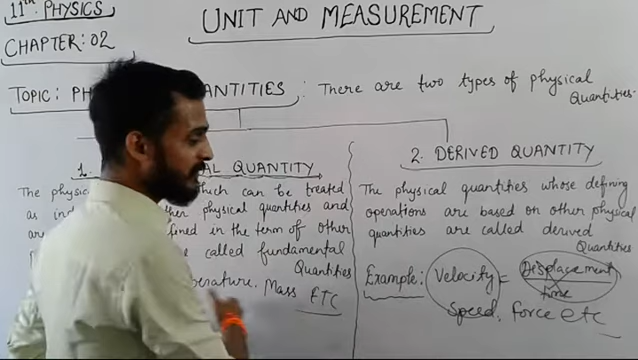 11th PHYSICS
UNIT AND MEASUREMENT
CHAPTER: 02
TOPIC: PH ANTITIES : There are two types of physical
Quantities.
1. AL QUANTITY
The physi which can be treated
as ind ther physical quantities and
are fined in the term of other
called fundamental
Quantities
perature, Mass ETC
2. DERIVED QUANTITY
The physical quantities whose defining
operations are based on other physical
quantities are called derived
Quantities
Example: Velocity = Displacement
time
Speed, force etc